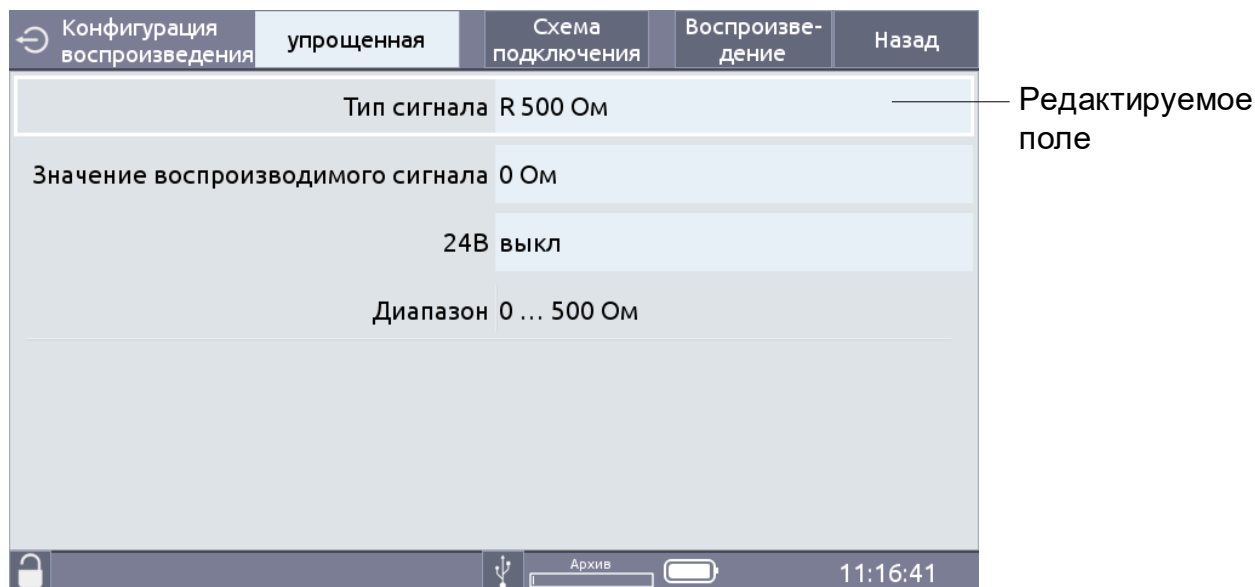 Конфигурация
воспроизведения
упрощенная
Схема
подключения
Воспроизве-
дение
Назад
Тип сигнала R 500 Ом
Редактируемое
поле
Значение воспроизводимого сигнала 0 Ом
24В выкл
Диапазон 0 … 500 Ом
Архив
11:16:41